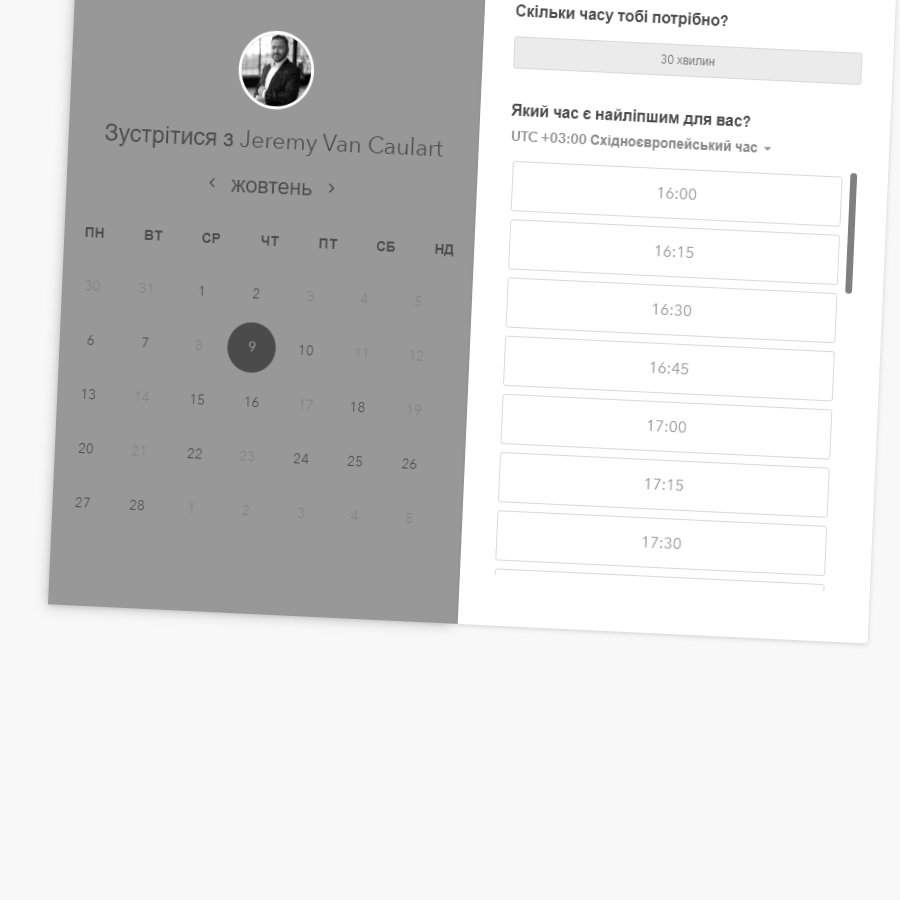 Зустрітися з Jeremy Van Caulart
жовтень
ПН ВТ СР ЧТ ПТ СБ НД
30 31 1 2 3 4 5
6 7 8 9 10 11 12
13 14 15 16 17 18 19
20 21 22 23 24 25 26
27 28 1 2 3 4 5
Скільки часу тобі потрібно?
30 хвилин
Який час є найліпшим для вас?
UTC +03:00 Східноєвропейський час
16:00
16:15
16:30
16:45
17:00
17:15
17:30